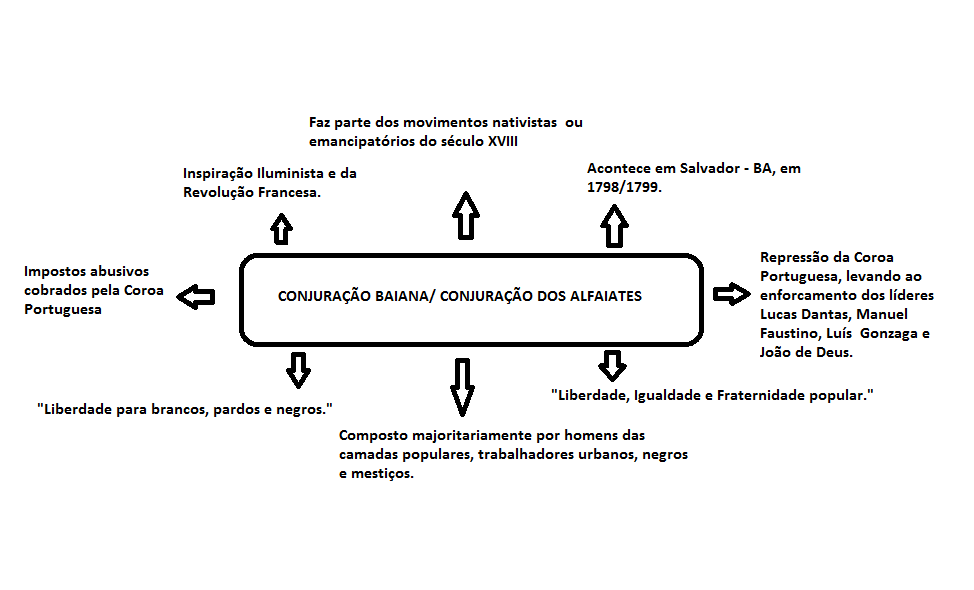 Faz parte dos movimentos nativistas  ou
emancipatórios do século XVIII
Inspiração Iluminista e da
Revolução Francesa.
Acontece em Salvador - BA, em
1798/1799.
Impostos abusivos
cobrados pela Coroa
Portuguesa
CONJURAÇÃO BAIANA/ CONJURAÇÃO DOS ALFAIATES
Repressão da Coroa
Portuguesa, levando ao
enforcamento dos líderes
Lucas Dantas, Manuel
Faustino, Luís  Gonzaga e
João de Deus.
"Liberdade para brancos, pardos e negros."
Composto majoritariamente por homens das
camadas populares, trabalhadores urbanos, negros
e mestiços.
"Liberdade, Igualdade e Fraternidade popular."